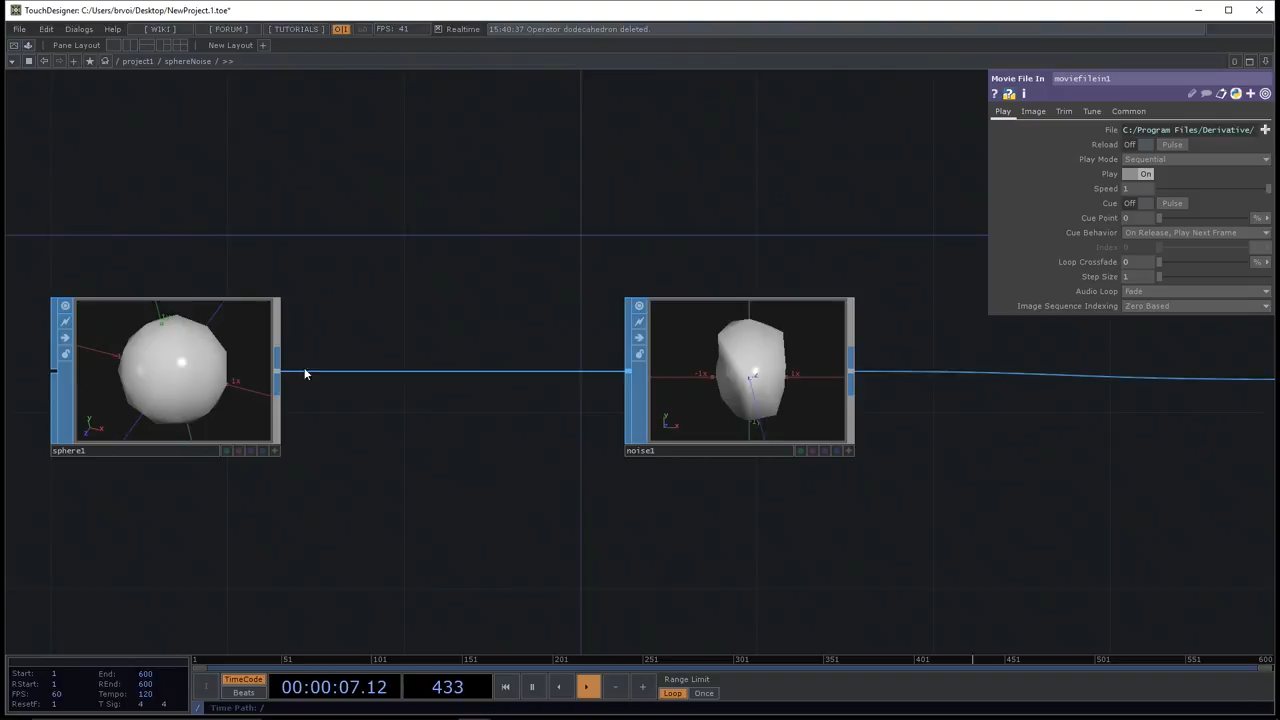 TouchDesigner: C:/Users/brvoi/Desktop/NewProject.1.toe*
File Edit Dialogs Help [ WIKI ] [ FORUM ] [ TUTORIALS ] O|I FPS: 41 Realtime 15:40:37 Operator dodecahedron deleted.
Pane Layout New Layout +
/ project1 / sphereNoise / >> 0
Movie File In moviefilein1
? ? i
Play Image Trim Tune Common
File C:/Program Files/Derivative/
Reload Off Pulse
Play Mode Sequential
Play On
Speed 1
Cue Off Pulse
Cue Point 0 %
Cue Behavior On Release, Play Next Frame
Index 0
Loop Crossfade 0 %
Step Size 1
Audio Loop Fade
Image Sequence Indexing Zero Based
1x
y
x
z
sphere1
-1x 1x
y
x
noise1
1 51 101 151 201 251 301 351 401 451 501 551 600
Start: 1 End: 600
RStart: 1 REnd: 600
FPS: 60 Tempo: 120
ResetF: 1 T Sig: 4 4
TimeCode
Beats
00:00:07.12 433
- +
Range Limit
Loop Once
/ Time Path: /